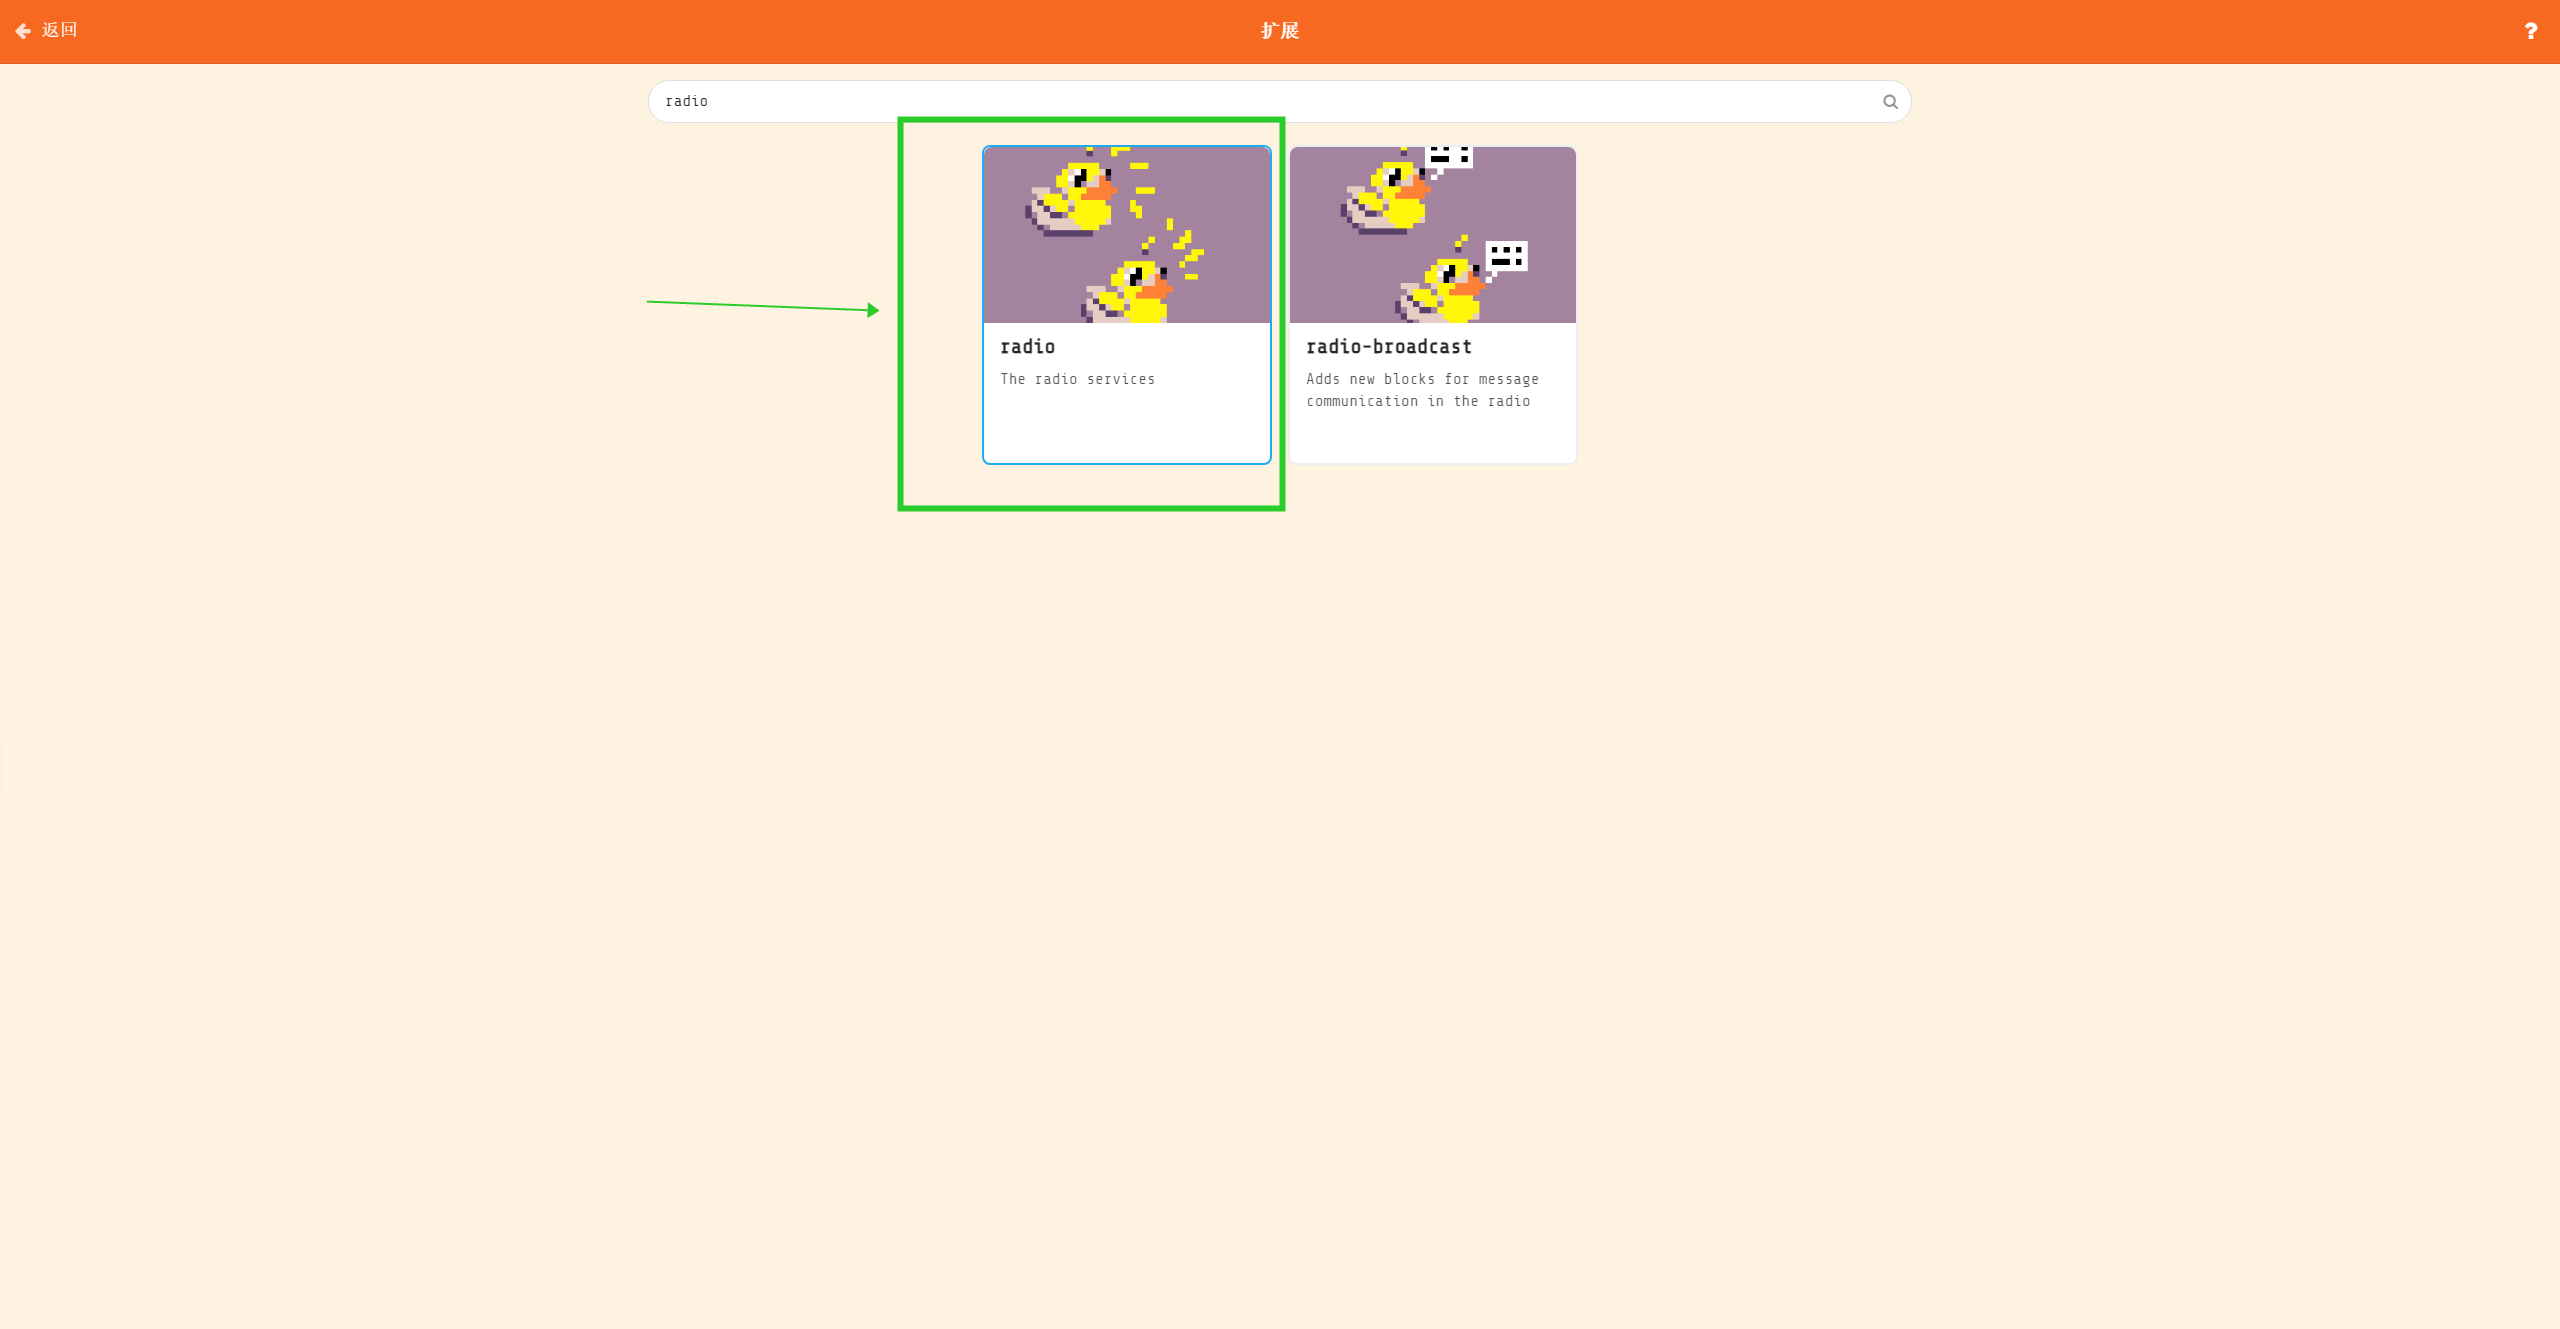 返回
扩展
?
radio
radio
The radio services
radio-broadcast
Adds new blocks for message
communication in the radio